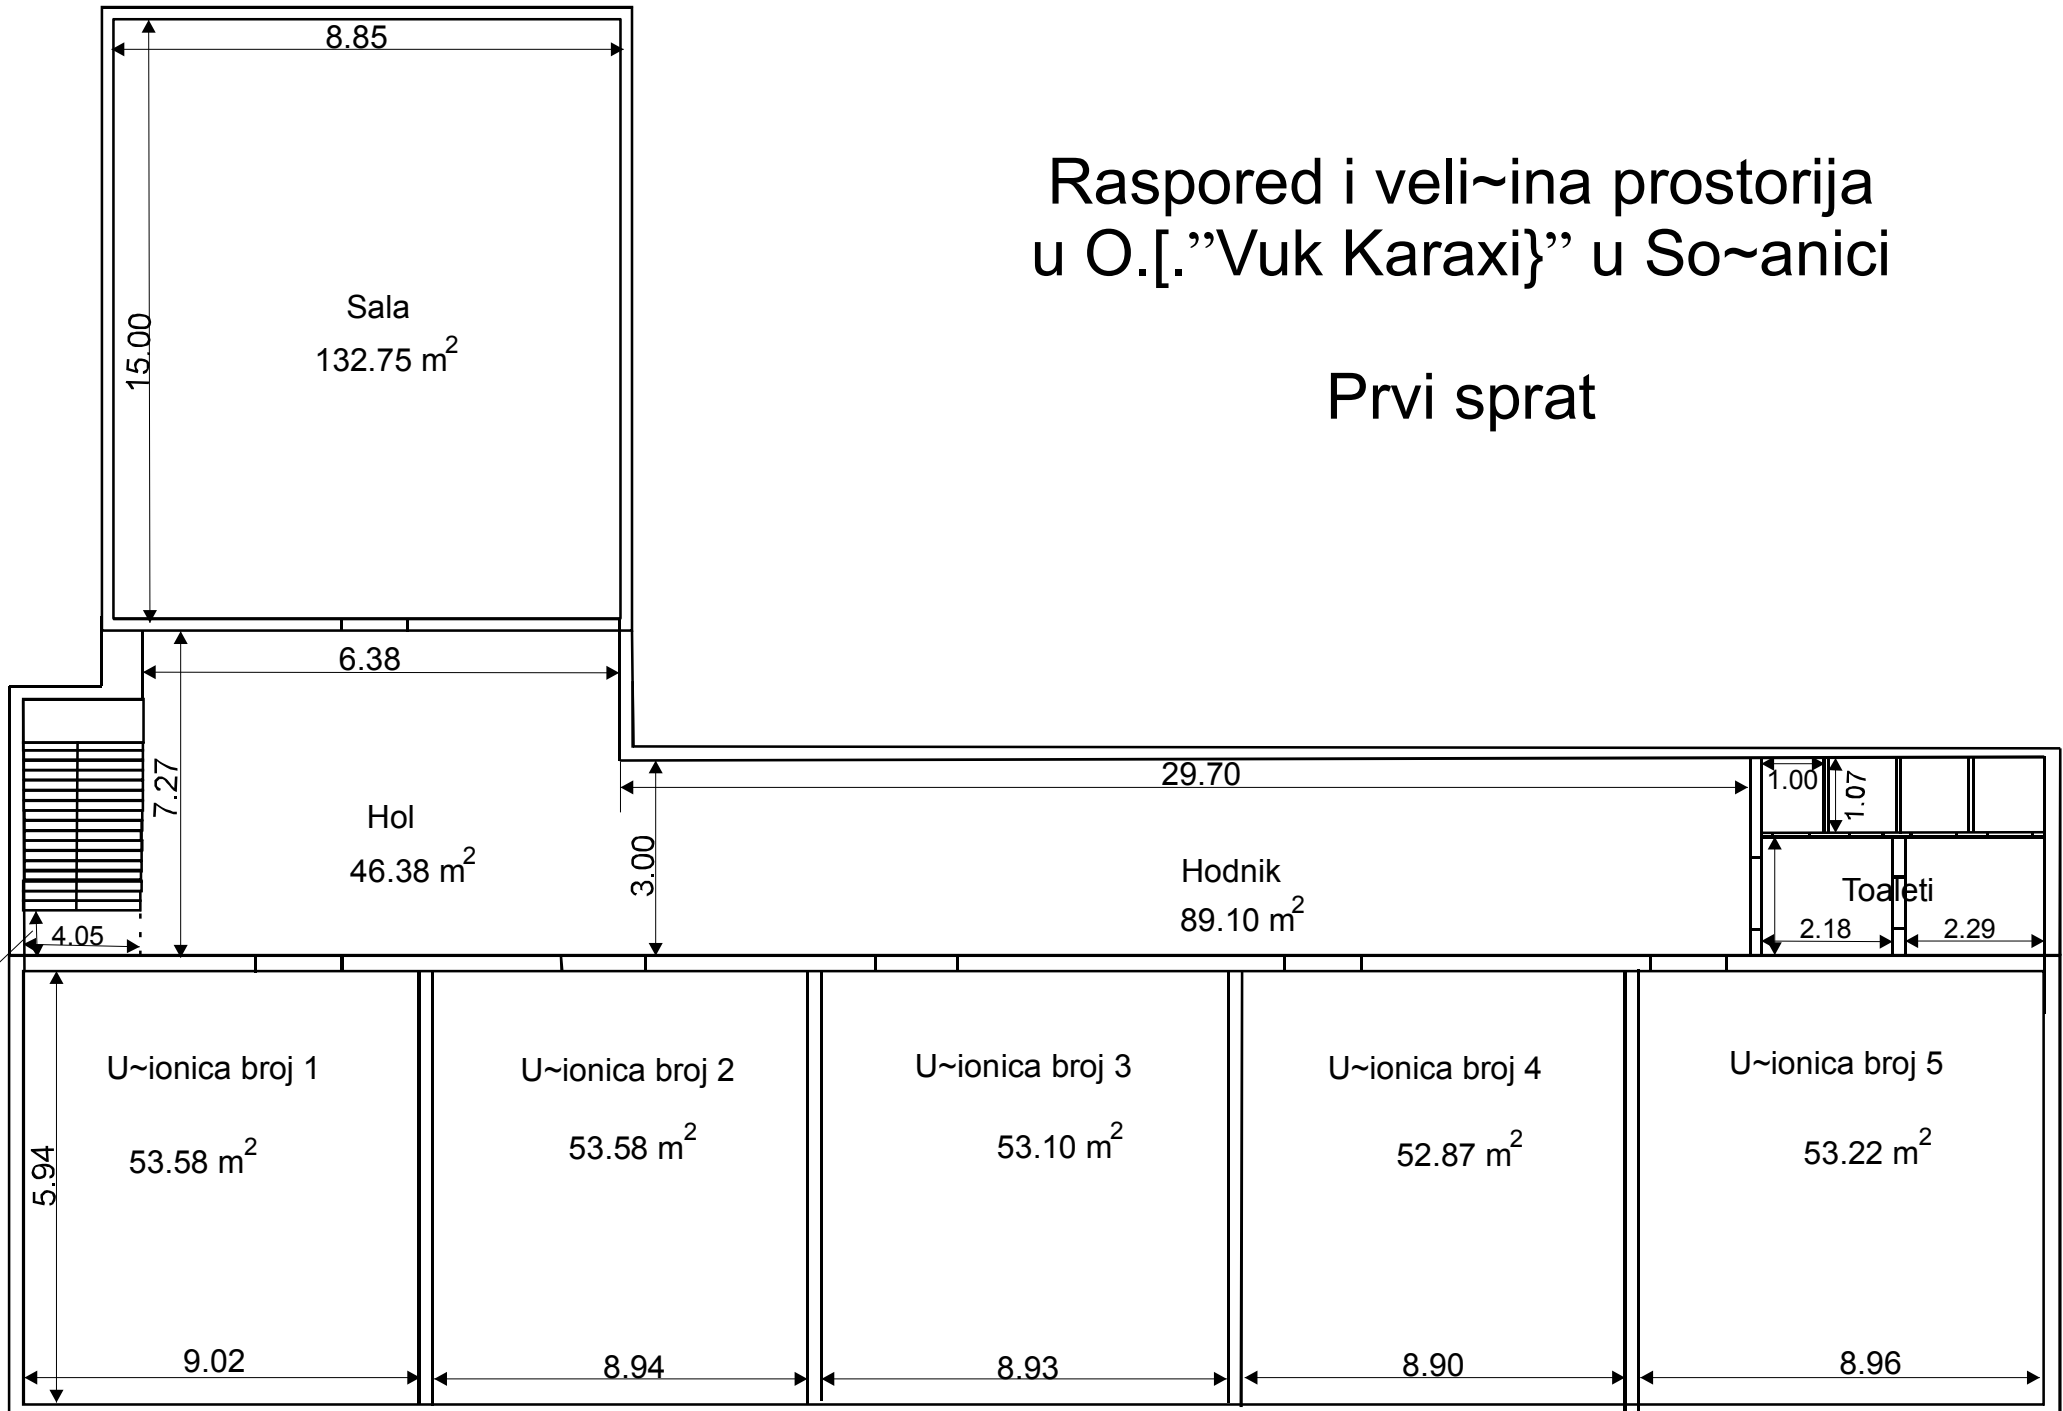 8.85
Raspored i veli~ina prostorija
u O.[.”Vuk Karaxi}” u So~anici
Prvi sprat
15.00
Sala
132.75 m²
6.38
7.27
Hol
46.38 m²
4.05
29.70
3.00
Hodnik
89.10 m²
1.00
1.07
Toaleti
2.18
2.29
U~ionica broj 1
53.58 m²
5.94
9.02
U~ionica broj 2
53.58 m²
8.94
U~ionica broj 3
53.10 m²
8.93
U~ionica broj 4
52.87 m²
8.90
U~ionica broj 5
53.22 m²
8.96